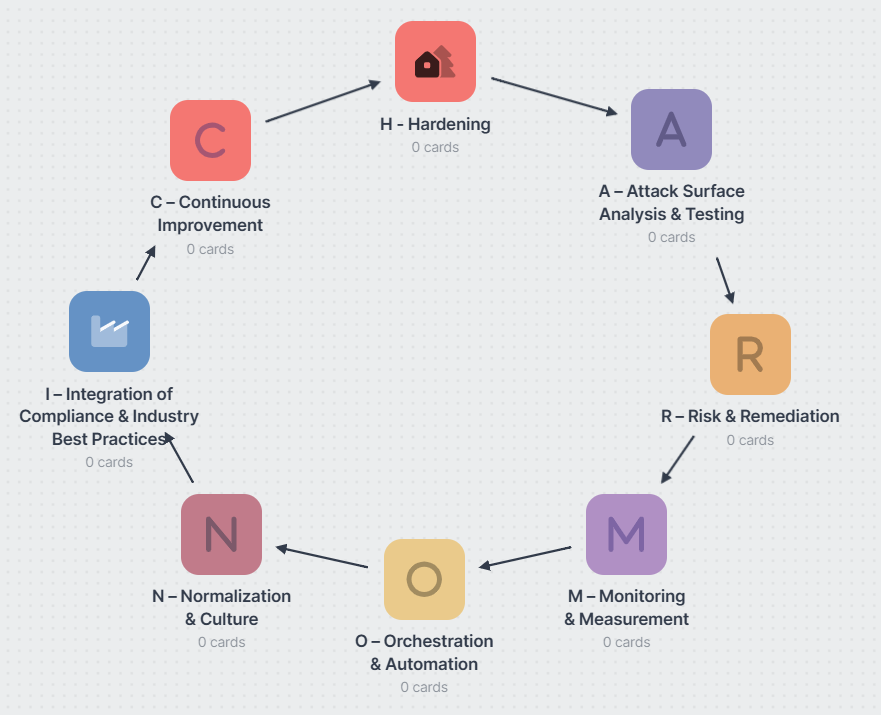 H - Hardening
0 cards
A
A – Attack Surface
Analysis & Testing
0 cards
R
R – Risk & Remediation
0 cards
M
M – Monitoring
& Measurement
0 cards
O
O – Orchestration
& Automation
0 cards
N
N – Normalization
& Culture
0 cards
I – Integration of
Compliance & Industry
Best Practices
0 cards
C
C – Continuous
Improvement
0 cards